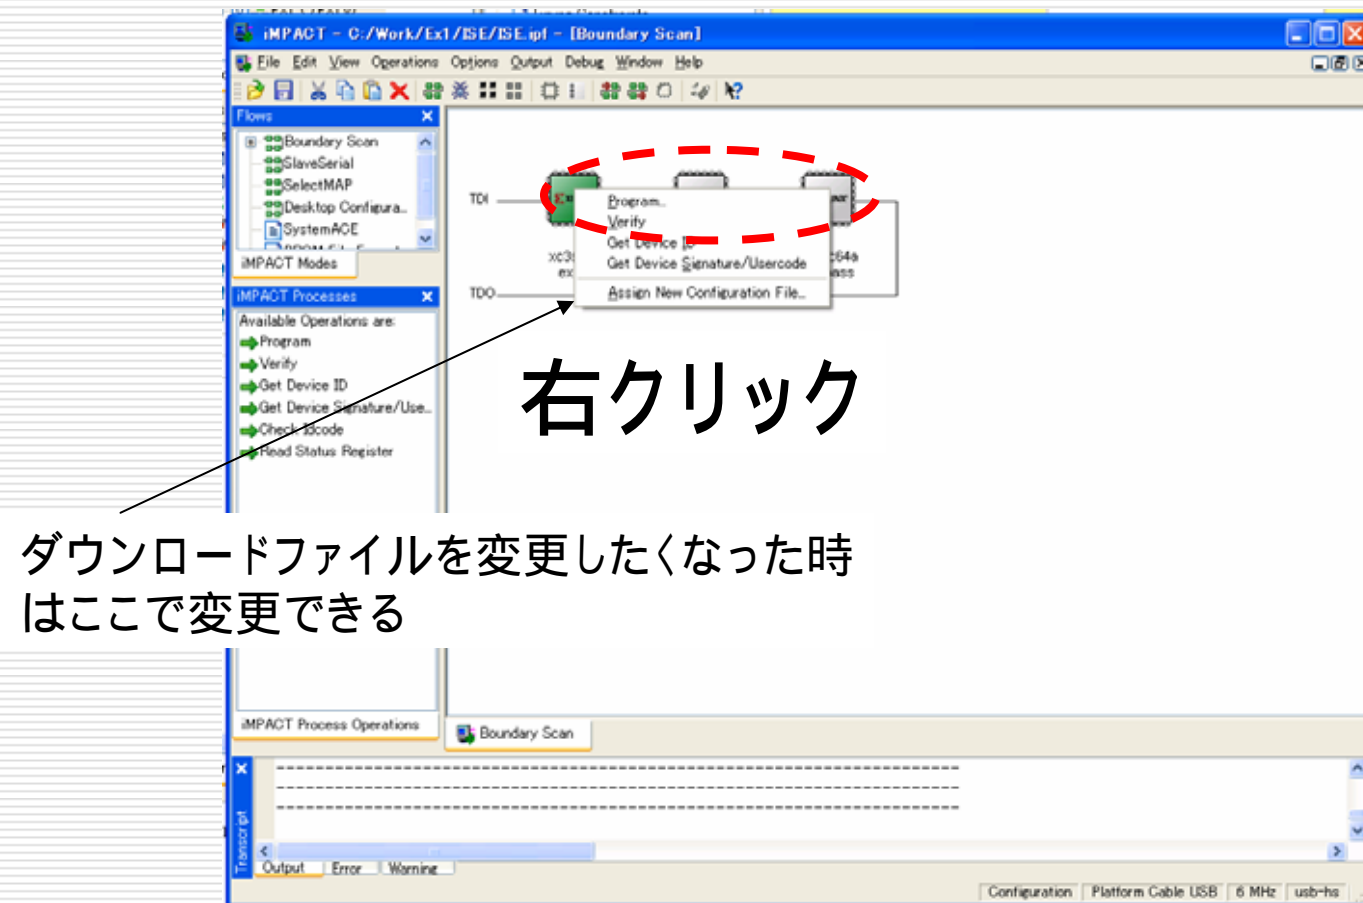 iMPACT - C:/Work/Ex1/ISE/ISE.ipf - [Boundary Scan]
File Edit View Operations Options Output Debug Window Help
Flows
Boundary Scan
SlaveSerial
SelectMAP
Desktop Configura...
SystemACE
iMPACT Modes
iMPACT Processes
Available Operations are:
Program
Verify
Get Device ID
Get Device Signature/Use...
Check Idcode
Read Status Register
iMPACT Process Operations
TDI
TDO
Program...
Verify
Get Device ID
Get Device Signature/Usercode
Assign New Configuration File...
右クリック
ダウンロードファイルを変更したくなった時
はここで変更できる
Boundary Scan
Transcript
Output Error Warning
Configuration Platform Cable USB 6 MHz usb-hs